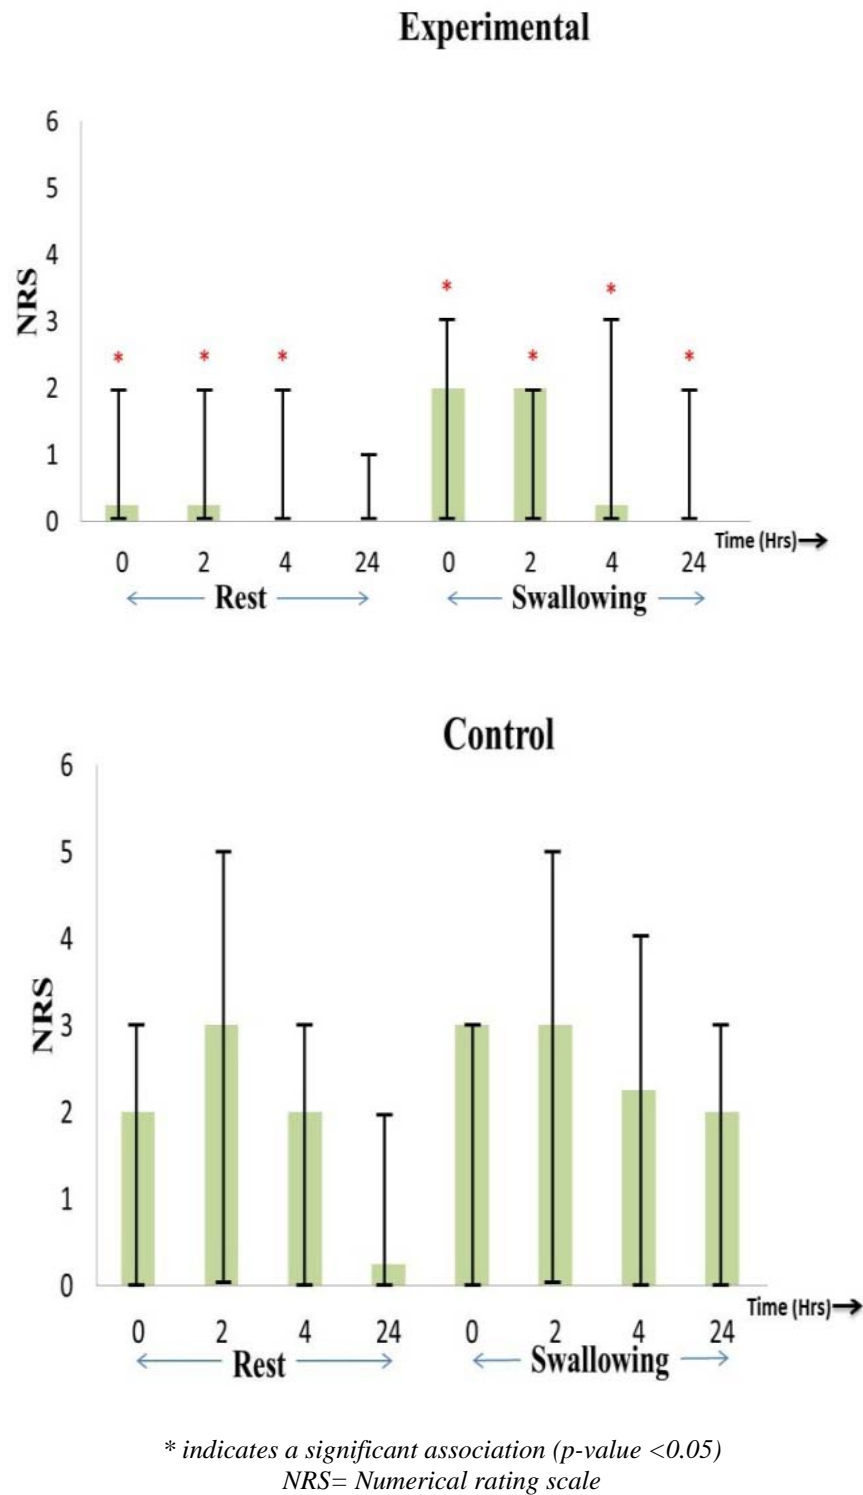 Experimental
6
5
4
3
2
1
0
NRS
* * * * * * *
0 2 4 24 0 2 4 24
Time (Hrs)→
Rest Swallowing
Control
6
5
4
3
2
1
0
NRS
0 2 4 24 0 2 4 24
Time (Hrs)→
Rest Swallowing
* indicates a significant association (p-value <0.05)
NRS= Numerical rating scale